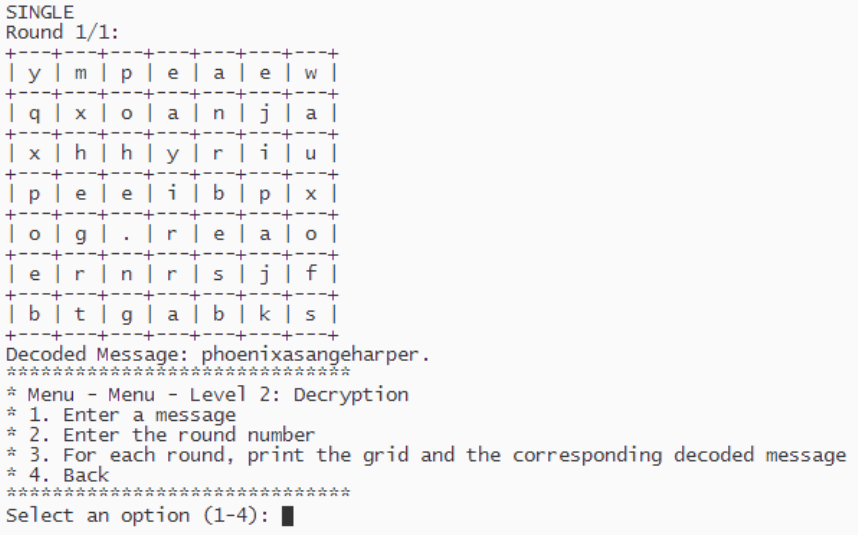 SINGLE
Round 1/1:
+---+---+---+---+---+---+---+
| y | m | p | e | a | e | w |
+---+---+---+---+---+---+---+
| q | x | o | a | n | j | a |
+---+---+---+---+---+---+---+
| x | h | h | y | r | i | u |
+---+---+---+---+---+---+---+
| p | e | e | i | b | p | x |
+---+---+---+---+---+---+---+
| o | g | . | r | e | a | o |
+---+---+---+---+---+---+---+
| e | r | n | r | s | j | f |
+---+---+---+---+---+---+---+
| b | t | g | a | b | k | s |
+---+---+---+---+---+---+---+
Decoded Message: phoenixasangeharper.
******************************
* Menu - Menu - Level 2: Decryption
* 1. Enter a message
* 2. Enter the round number
* 3. For each round, print the grid and the corresponding decoded message
* 4. Back
******************************
Select an option (1-4):